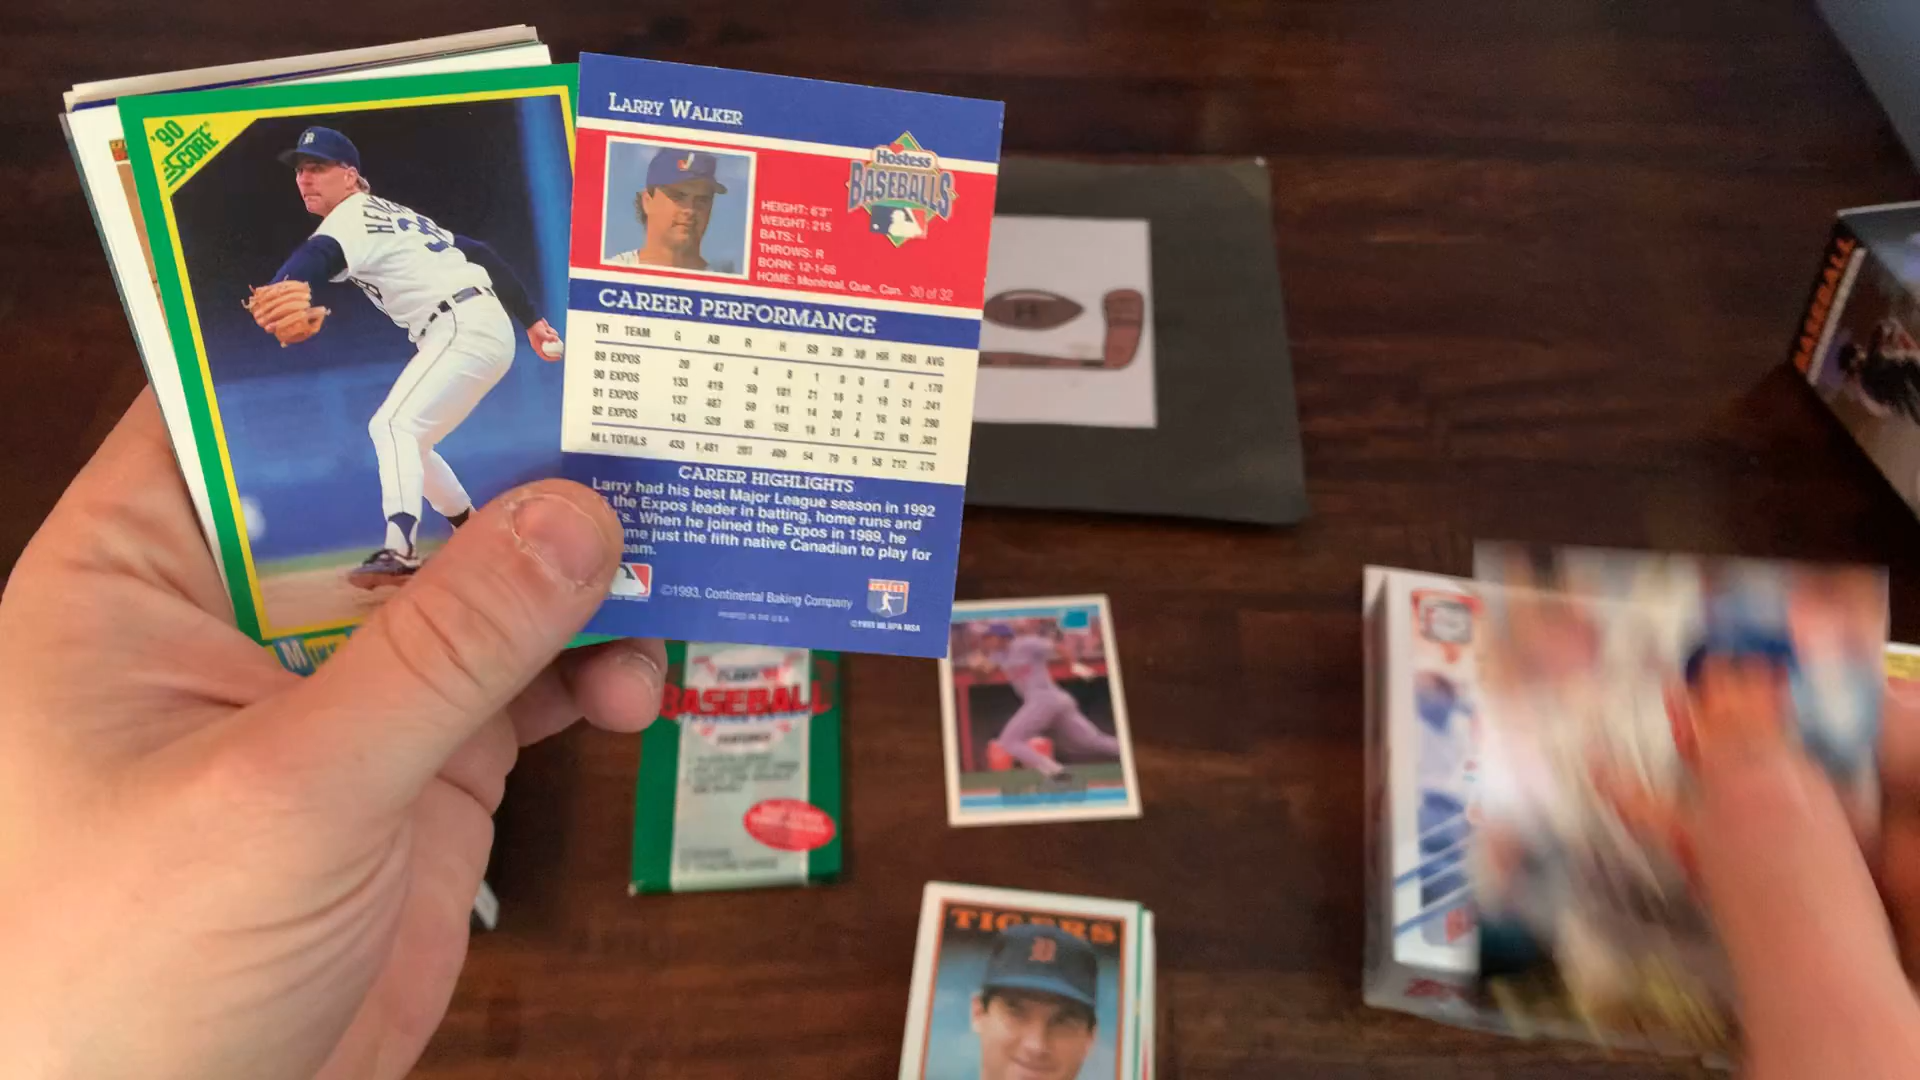 '90
SCORE
HEN
LARRY WALKER
Hostess
BASEBALLS
HEIGHT: 6'3"
WEIGHT: 215
BATS: L
THROWS: R
BORN: 12-1-66
HOME: Montreal, Que., Can. 30 of 32
CAREER PERFORMANCE
YR TEAM G AB R H SB 2B 3B HR RBI AVG
89 EXPOS 20 47 4 8 1 0 0 0 4 .170
90 EXPOS 133 419 59 101 21 18 3 19 51 .241
91 EXPOS 137 487 59 141 14 30 2 16 64 .290
92 EXPOS 143 528 85 159 18 31 4 23 93 .301
M L TOTALS 433 1,481 409 54 79 9 58 212 .276
CAREER HIGHLIGHTS
Larry had his best Major League season in 1992
the Expos leader in batting, home runs and
's. When he joined the Expos in 1989, he
me just the fifth native Canadian to play for
eam.
©1993, Continental Baking Company
PRINTED IN THE U.S.A.
©1993 MLBPA MSA
MIK
BASEBALL
BASEBALL
TIGERS